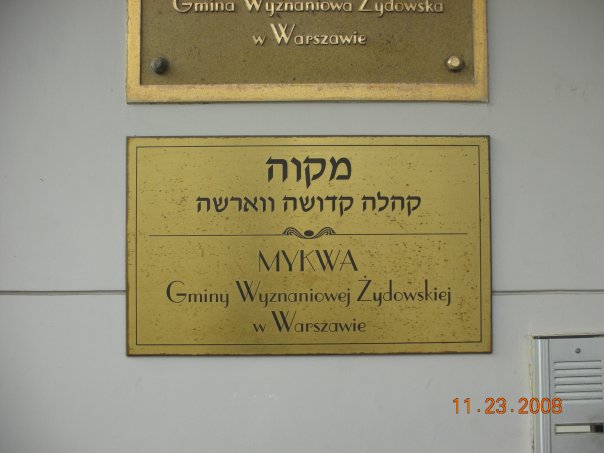 Gmina Wyznaniowa Żydowska
w Warszawie
מקוה
קהלה קדושה ווארשה
MYKWA
Gminy Wyznaniowej Żydowskiej
w Warszawie
11.23.2008